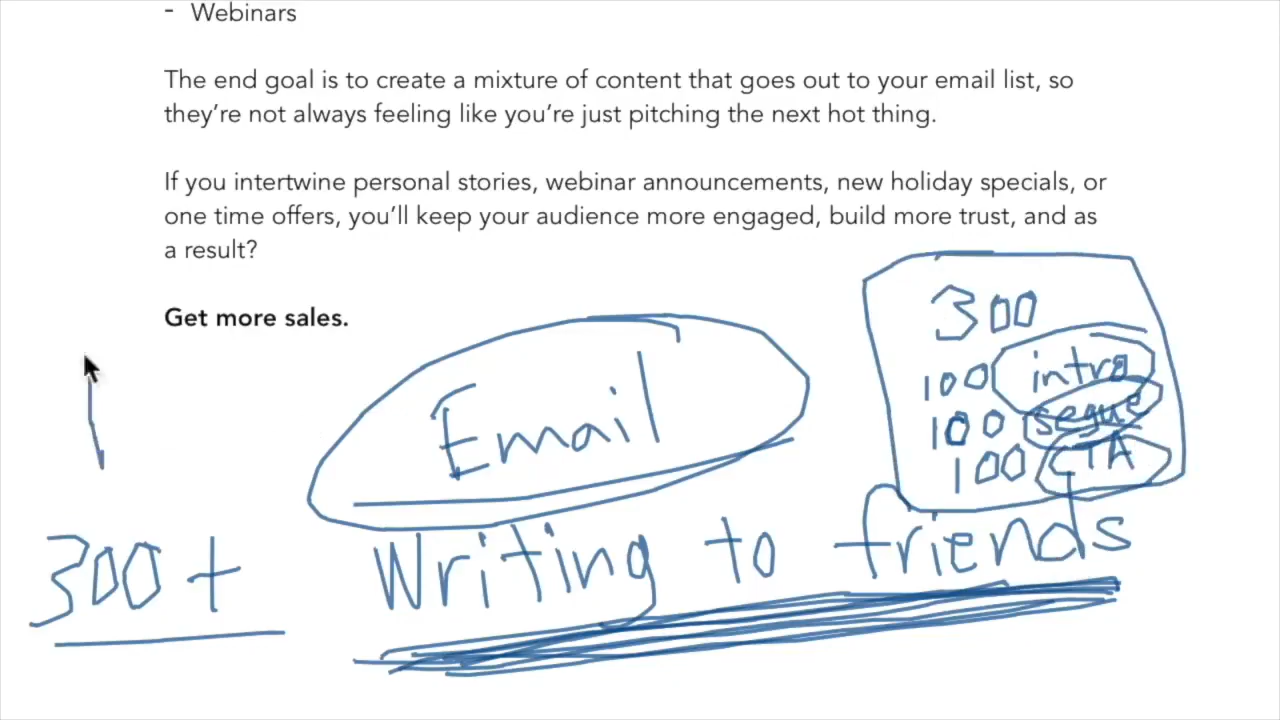 - Webinars
The end goal is to create a mixture of content that goes out to your email list, so
they’re not always feeling like you’re just pitching the next hot thing.
If you intertwine personal stories, webinar announcements, new holiday specials, or
one time offers, you’ll keep your audience more engaged, build more trust, and as
a result?
Get more sales.
300
100 intro
100 segue
100 CTA
Email
Writing to friends
300+